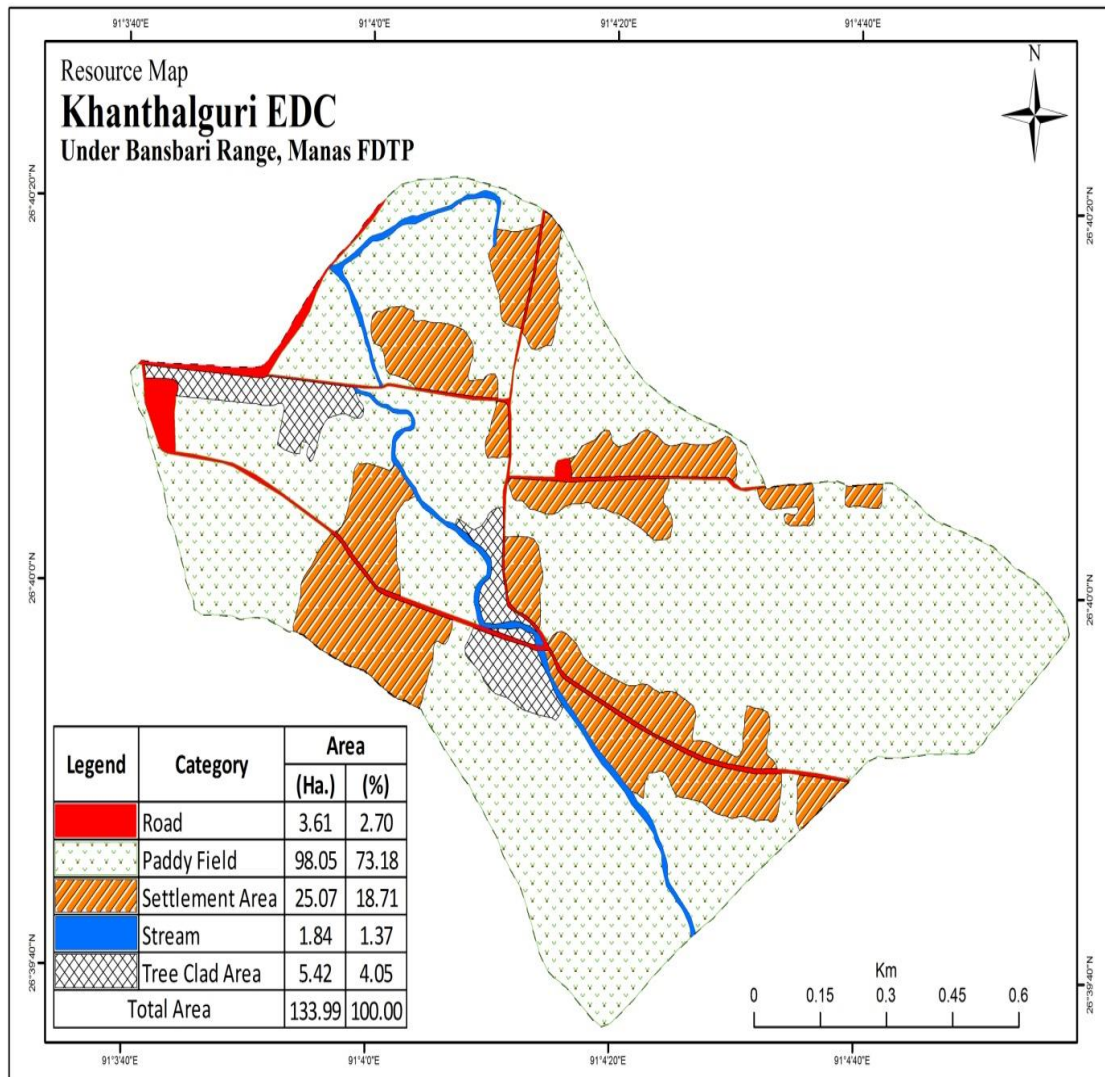 91°3'40"E 91°4'0"E 91°4'20"E 91°4'40"E
Resource Map
Khanthalguri EDC
Under Bansbari Range, Manas FDTP
N
26°40'20"N
26°40'20"N
26°40'0"N
26°40'0"N
26°39'40"N
26°39'40"N
Legend Category Area
(Ha.) (%)
Road 3.61 2.70
Paddy Field 98.05 73.18
Settlement Area 25.07 18.71
Stream 1.84 1.37
Tree Clad Area 5.42 4.05
Total Area 133.99 100.00
Km
0 0.15 0.3 0.45 0.6
91°3'40"E 91°4'0"E 91°4'20"E 91°4'40"E